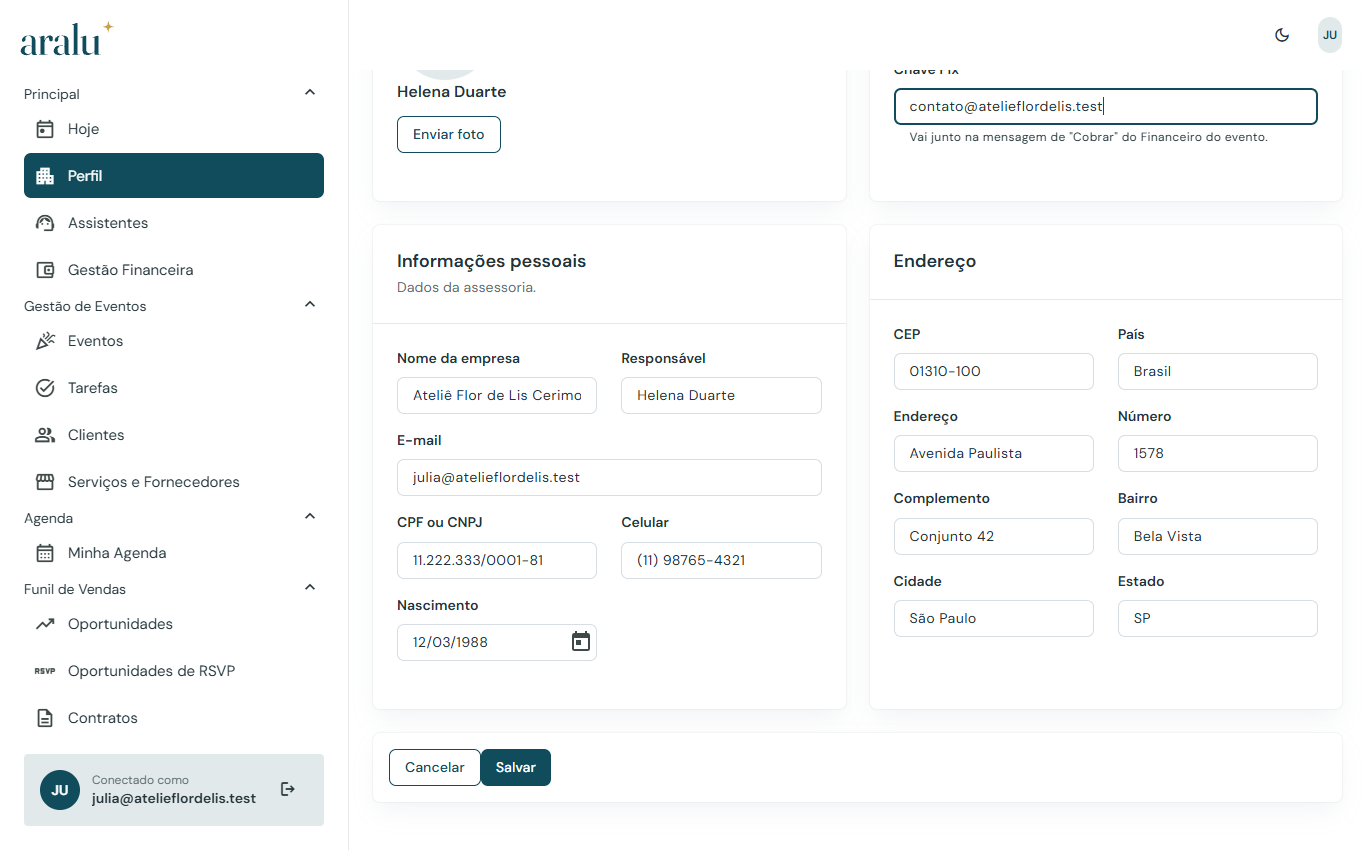 aralu
Principal
Hoje
Perfil
Assistentes
Gestão Financeira
Gestão de Eventos
Eventos
Tarefas
Clientes
Serviços e Fornecedores
Agenda
Minha Agenda
Funil de Vendas
Oportunidades
RSVP Oportunidades de RSVP
Contratos
JU
Conectado como
julia@atelieflordelis.test
JU
Helena Duarte
Enviar foto
Chave Pix
contato@atelieflordelis.test
Vai junto na mensagem de "Cobrar" do Financeiro do evento.
Informações pessoais
Dados da assessoria.
Nome da empresa
Ateliê Flor de Lis Cerimo
Responsável
Helena Duarte
E-mail
julia@atelieflordelis.test
CPF ou CNPJ
11.222.333/0001-81
Celular
(11) 98765-4321
Nascimento
12/03/1988
Endereço
CEP
01310-100
País
Brasil
Endereço
Avenida Paulista
Número
1578
Complemento
Conjunto 42
Bairro
Bela Vista
Cidade
São Paulo
Estado
SP
Cancelar
Salvar